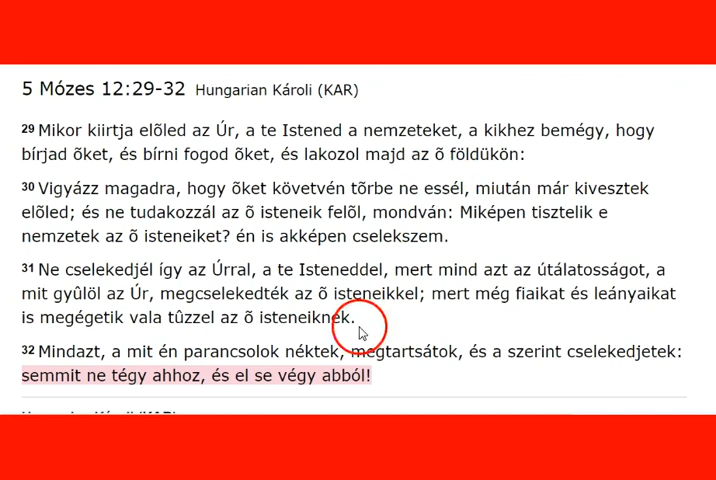 5 Mózes 12:29-32 Hungarian Károli (KAR)
29 Mikor kiirtja elõled az Úr, a te Istened a nemzeteket, a kikhez bemégy, hogy
bírjad õket, és bírni fogod õket, és lakozol majd az õ földükön:
30 Vigyázz magadra, hogy õket követvén tõrbe ne essél, miután már kivesztek
elõled; és ne tudakozzál az õ isteneik felõl, mondván: Miképen tisztelik e
nemzetek az õ isteneiket? én is akképen cselekszem.
31 Ne cselekedjél így az Úrral, a te Isteneddel, mert mind azt az útálatosságot, a
mit gyûlöl az Úr, megcselekedték az õ isteneikkel; mert még fiaikat és leányaikat
is megégetik vala tûzzel az õ isteneiknek.
32 Mindazt, a mit én parancsolok néktek, megtartsátok, és a szerint cselekedjetek:
semmit ne tégy ahhoz, és el se végy abból!